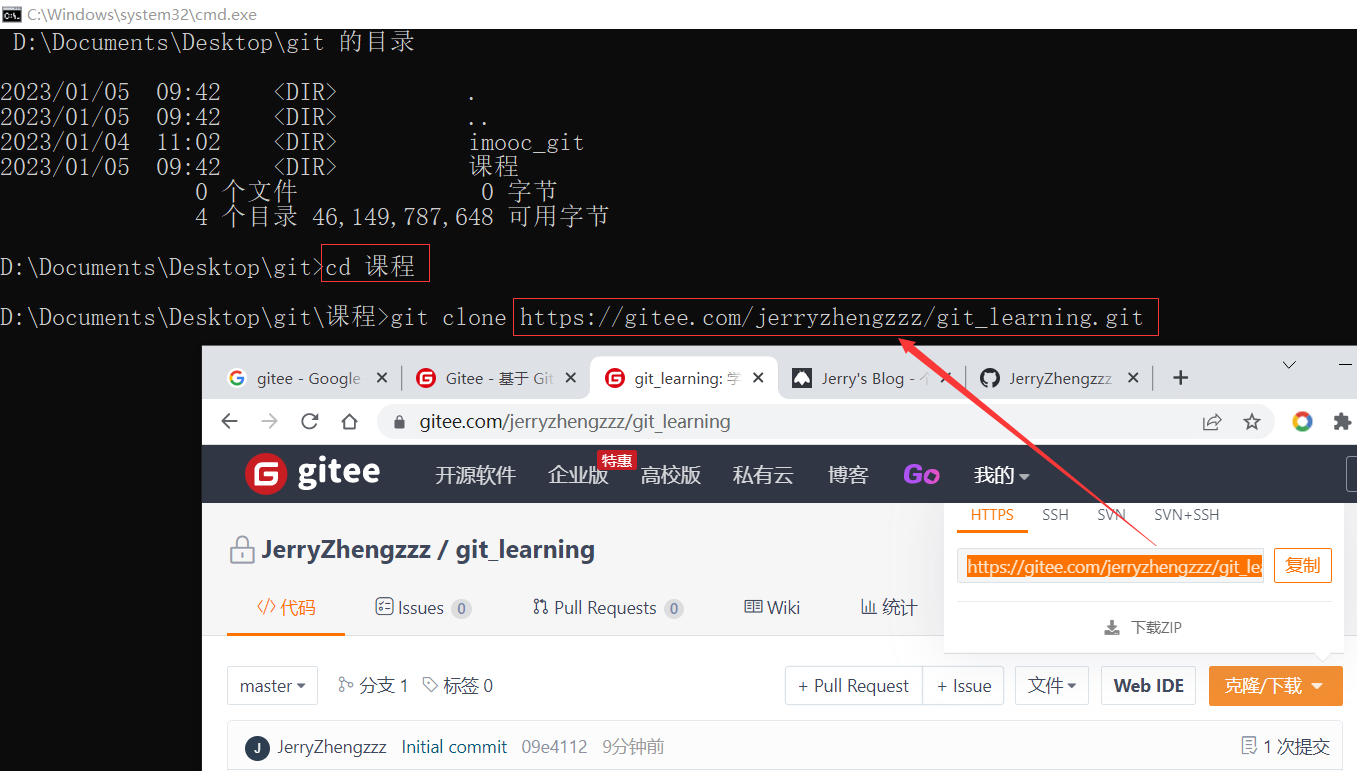 C:\Windows\system32\cmd.exe
D:\Documents\Desktop\git 的目录
2023/01/05 09:42 <DIR> .
2023/01/05 09:42 <DIR> ..
2023/01/04 11:02 <DIR> imooc_git
2023/01/05 09:42 <DIR> 课程
0 个文件 0 字节
4 个目录 46,149,787,648 可用字节
D:\Documents\Desktop\git>cd 课程
D:\Documents\Desktop\git\课程>git clone https://gitee.com/jerryzhengzzz/git_learning.git
gitee - Google Gitee - 基于 Git git_learning: 学 Jerry's Blog - 个 JerryZhengzzz
gitee.com/jerryzhengzzz/git_learning
gitee 开源软件 企业版 特惠 高校版 私有云 博客 Go 我的
HTTPS SSH SVN SVN+SSH
JerryZhengzzz / git_learning
https://gitee.com/jerryzhengzzz/git_lea 复制
代码 Issues 0 Pull Requests 0 Wiki 统计
下载ZIP
master 分支 1 标签 0 + Pull Request + Issue 文件 Web IDE 克隆/下载
J JerryZhengzzz Initial commit 09e4112 9分钟前 1 次提交